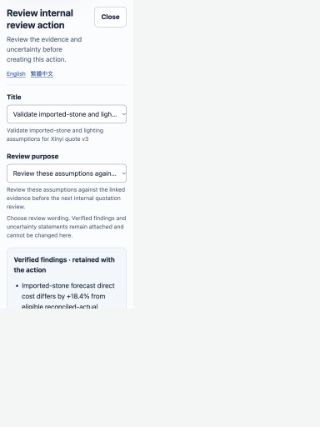 Review internal
review action
Close
Review the evidence and
uncertainty before
creating this action.
English 繁體中文
Title
Validate imported-stone and ligh...
Validate imported-stone and lighting
assumptions for Xinyi quote v3
Review purpose
Review these assumptions again...
Review these assumptions against the linked
evidence before the next internal quotation
review.
Choose review wording. Verified findings and
uncertainty statements remain attached and
cannot be changed here.
Verified findings · retained with
the action
• Imported-stone forecast direct
cost differs by +18.4% from
eligible reconciled-actual